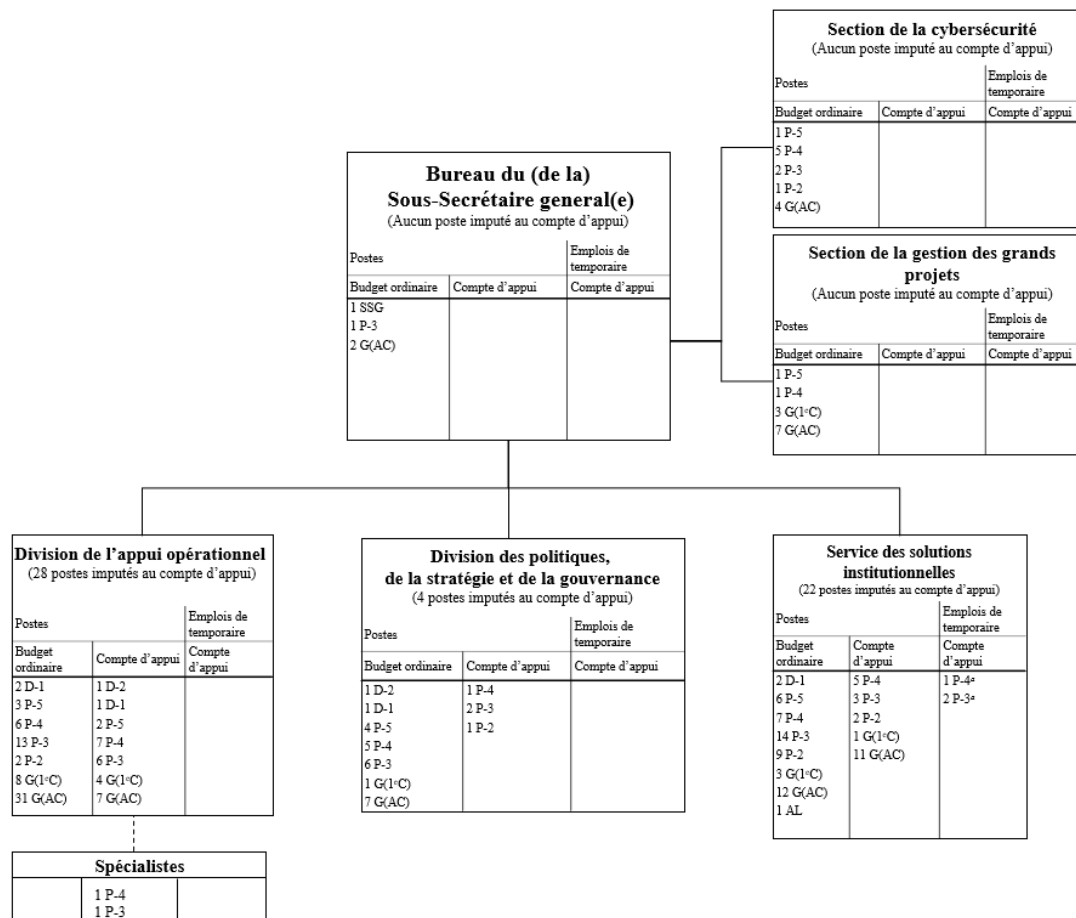 Section de la cybersécurité
(Aucun poste imputé au compte d'appui)
Postes
Emplois de
temporaire
Budget ordinaire
Compte d'appui
Compte d'appui
1 P-5
5 P-4
2 P-3
1 P-2
4 G(AC)
Bureau du (de la)
Sous-Secrétaire general(e)
(Aucun poste imputé au compte d'appui)
Postes
Emplois de
temporaire
Budget ordinaire
Compte d'appui
Compte d'appui
1 SSG
1 P-3
2 G(AC)
Section de la gestion des grands
projets
(Aucun poste imputé au compte d'appui)
Postes
Emplois de
temporaire
Budget ordinaire
Compte d'appui
Compte d'appui
1 P-5
1 P-4
3 G(1ᵉC)
7 G(AC)
Division de l'appui opérationnel
(28 postes imputés au compte d'appui)
Postes
Emplois de
temporaire
Budget
ordinaire
Compte d'appui
Compte
d'appui
2 D-1
3 P-5
6 P-4
13 P-3
2 P-2
8 G(1ᵉC)
31 G(AC)
1 D-2
1 D-1
2 P-5
7 P-4
6 P-3
4 G(1ᵉC)
7 G(AC)
Spécialistes
1 P-4
1 P-3
Division des politiques,
de la stratégie et de la gouvernance
(4 postes imputés au compte d'appui)
Postes
Emplois de
temporaire
Budget ordinaire
Compte d'appui
Compte d'appui
1 D-2
1 D-1
4 P-5
5 P-4
6 P-3
1 G(1ᵉC)
7 G(AC)
1 P-4
2 P-3
1 P-2
Service des solutions
institutionnelles
(22 postes imputés au compte d'appui)
Postes
Emplois de
temporaire
Budget
ordinaire
Compte
d'appui
Compte
d'appui
2 D-1
6 P-5
7 P-4
14 P-3
9 P-2
3 G(1ᵉC)
12 G(AC)
1 AL
5 P-4
3 P-3
2 P-2
1 G(1ᵉC)
11 G(AC)
1 P-4ᵃ
2 P-3ᵃ